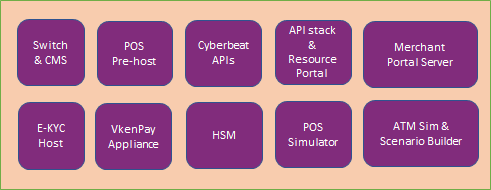 Switch
& CMS
POS
Pre-host
Cyberbeat
APIs
API stack
&
Resource
Portal
Merchant
Portal Server
E-KYC
Host
VkenPay
Appliance
HSM
POS
Simulator
ATM Sim &
Scenario Builder